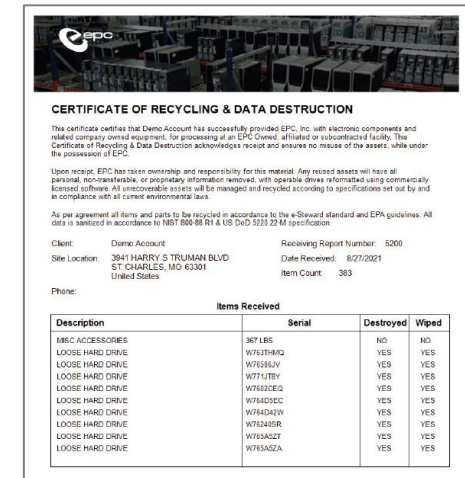 epc
CERTIFICATE OF RECYCLING & DATA DESTRUCTION
This certificate certifies that Demo Account has successfully provided EPC, Inc. with electronic components and
related company owned equipment, for processing at an EPC Owned, affiliated or subcontracted facility. This
Certificate of Recycling & Data Destruction acknowledges receipt and ensures no misuse of the assets, while under
the possession of EPC.
Upon receipt, EPC has taken ownership and responsibility for this material. Any reused assets will have all
personal, non-transferable, or proprietary information removed, with operable drives reformatted using commercially
licensed software. All unrecoverable assets will be managed and recycled according to specifications set out by and
in compliance with all current environmental laws.
As per agreement all items and parts to be recycled in accordance to the e-Steward standard and EPA guidelines. All
data is sanitized in accordance to NIST 800-88 R1 & US DoD 5220 22-M specification.
Client: Demo Account Receiving Report Number: 5200
Site Location: 3941 HARRY S TRUMAN BLVD Date Received: 8/27/2021
ST. CHARLES, MO 63301 Item Count: 383
United States
Phone:
Items Received
Description Serial Destroyed Wiped
MISC ACCESSORIES 367 LBS NO NO
LOOSE HARD DRIVE W763THMQ YES YES
LOOSE HARD DRIVE W76586JV YES YES
LOOSE HARD DRIVE W771JT8Y YES YES
LOOSE HARD DRIVE W7602CEQ YES YES
LOOSE HARD DRIVE W764D5EC YES YES
LOOSE HARD DRIVE W764D42W YES YES
LOOSE HARD DRIVE W76240SR YES YES
LOOSE HARD DRIVE W765A5ZT YES YES
LOOSE HARD DRIVE W765A5ZA YES YES